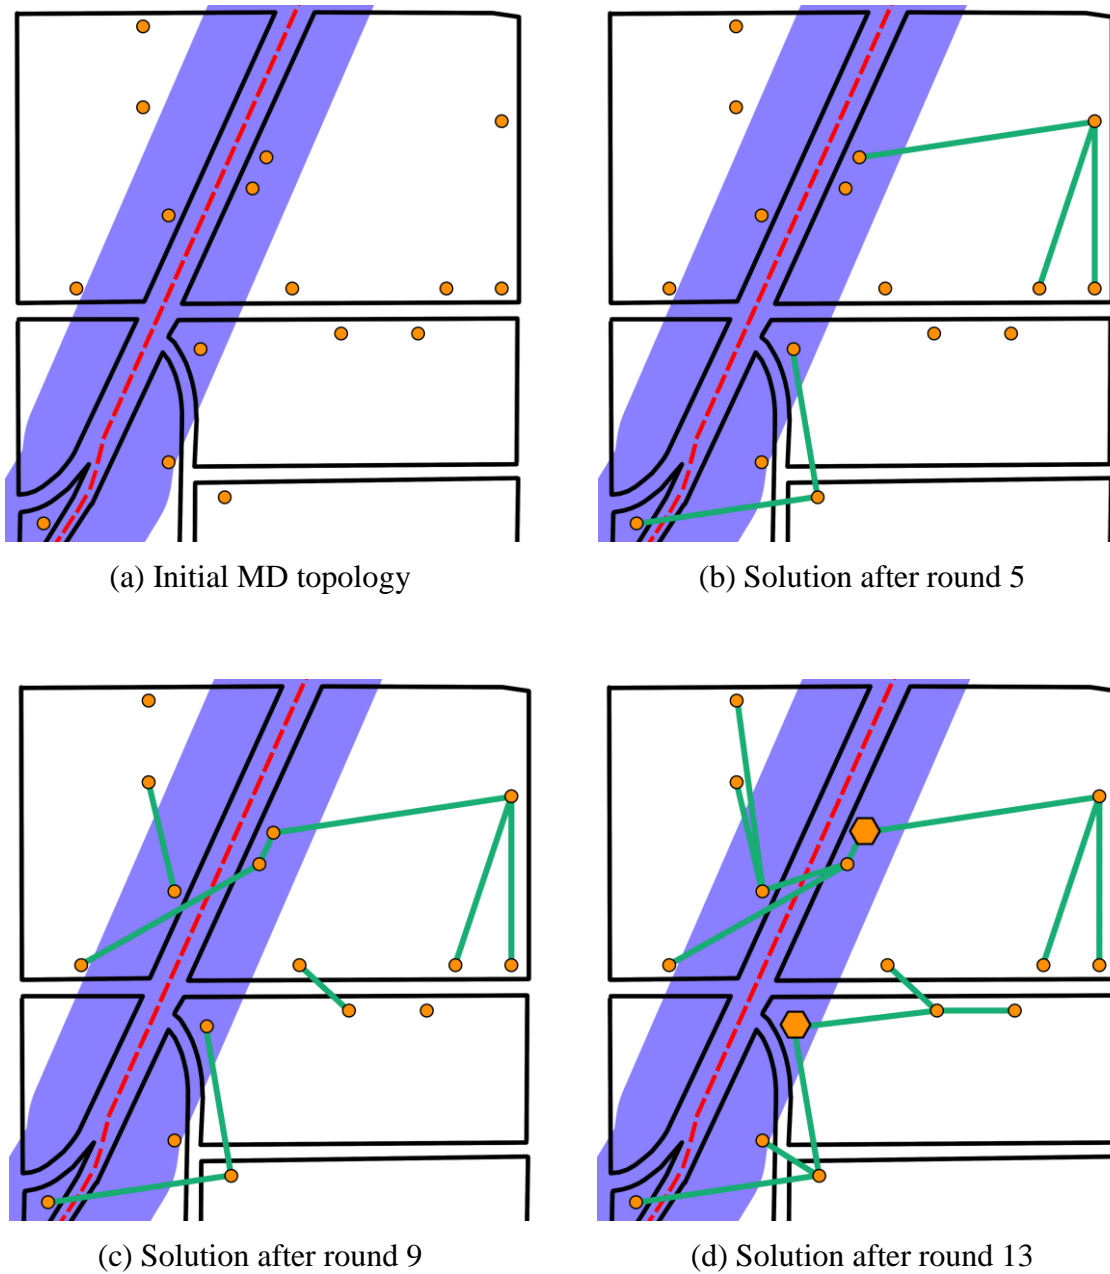 (a) Initial MD topology
(b) Solution after round 5
(c) Solution after round 9
(d) Solution after round 13